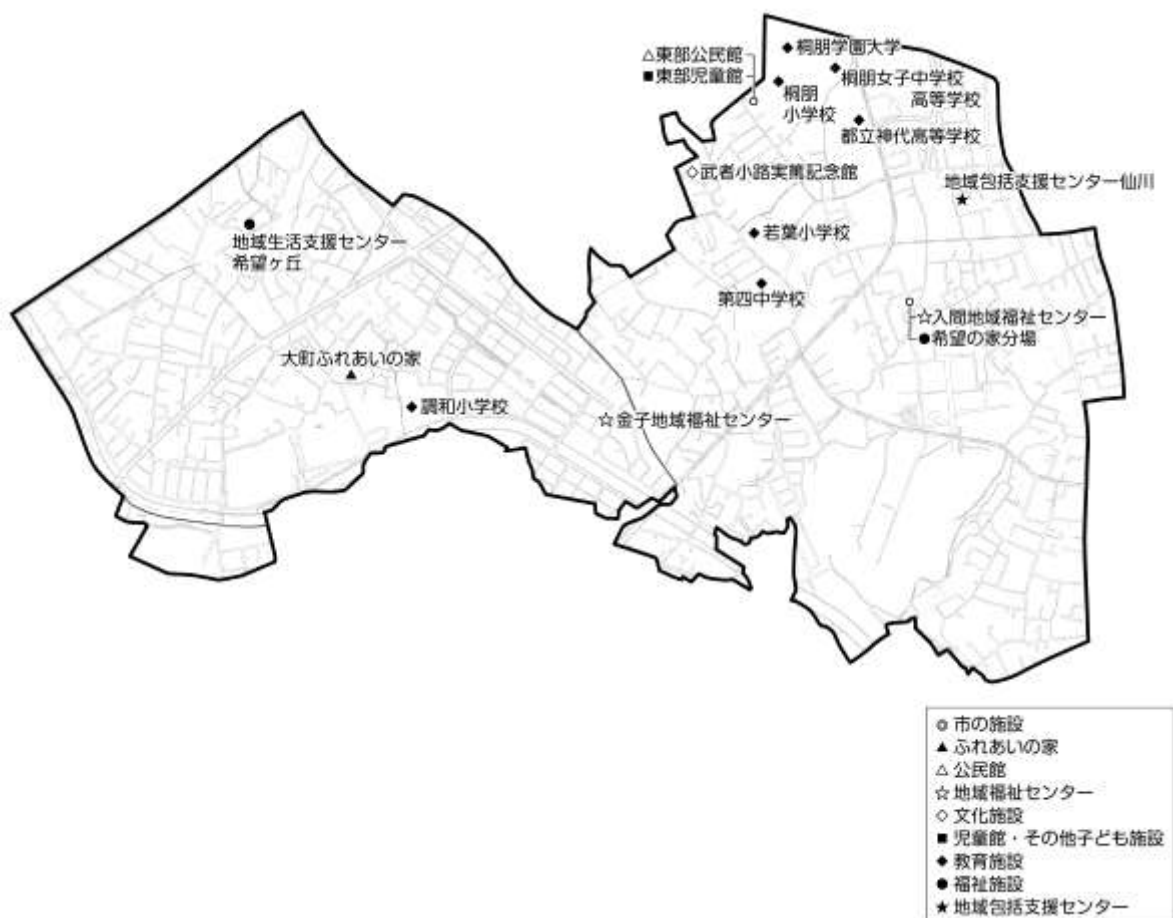 △東部公民館
■東部児童館
◆桐朋学園大学
◆桐朋女子中学校
高等学校
◆桐朋
小学校
◆都立神代高等学校
◇武者小路実篤記念館
地域包括支援センター仙川
★
●地域生活支援センター
希望ヶ丘
◆若葉小学校
◆第四中学校
☆入間地域福祉センター
●希望の家分場
大町ふれあいの家
▲
◆調和小学校
☆金子地域福祉センター
◎市の施設
▲ふれあいの家
△公民館
☆地域福祉センター
◇文化施設
■児童館・その他子ども施設
◆教育施設
●福祉施設
★地域包括支援センター